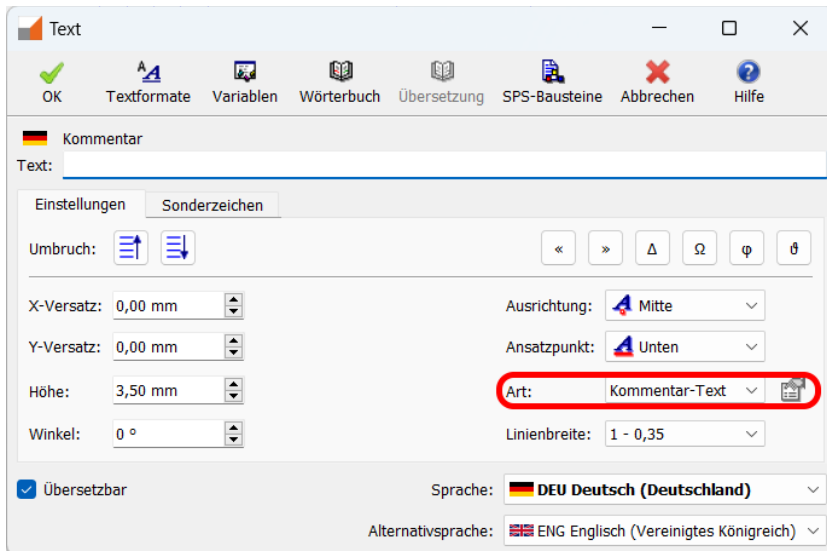 Text
OK Textformate Variablen Wörterbuch Übersetzung SPS-Bausteine Abbrechen Hilfe
Kommentar
Text:
Einstellungen Sonderzeichen
Umbruch: « » Δ Ω φ ϑ
X-Versatz: 0,00 mm Ausrichtung: Mitte
Y-Versatz: 0,00 mm Ansatzpunkt: Unten
Höhe: 3,50 mm Art: Kommentar-Text
Winkel: 0 ° Linienbreite: 1 - 0,35
Übersetzbar Sprache: DEU Deutsch (Deutschland)
Alternativsprache: ENG Englisch (Vereinigtes Königreich)